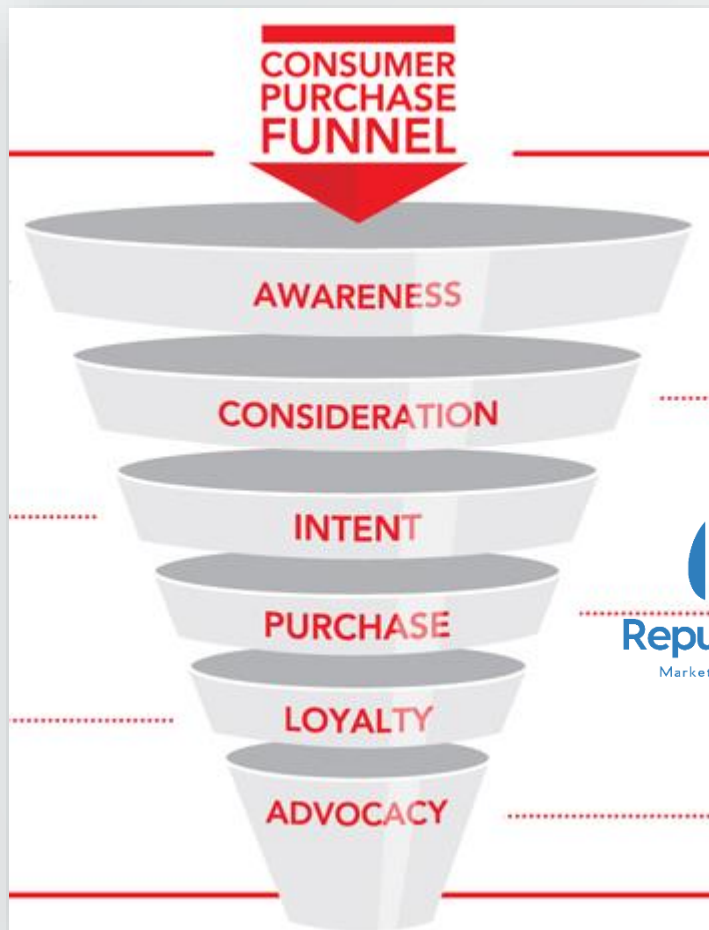 CONSUMER
PURCHASE
FUNNEL
AWARENESS
CONSIDERATION
INTENT
PURCHASE
LOYALTY
ADVOCACY